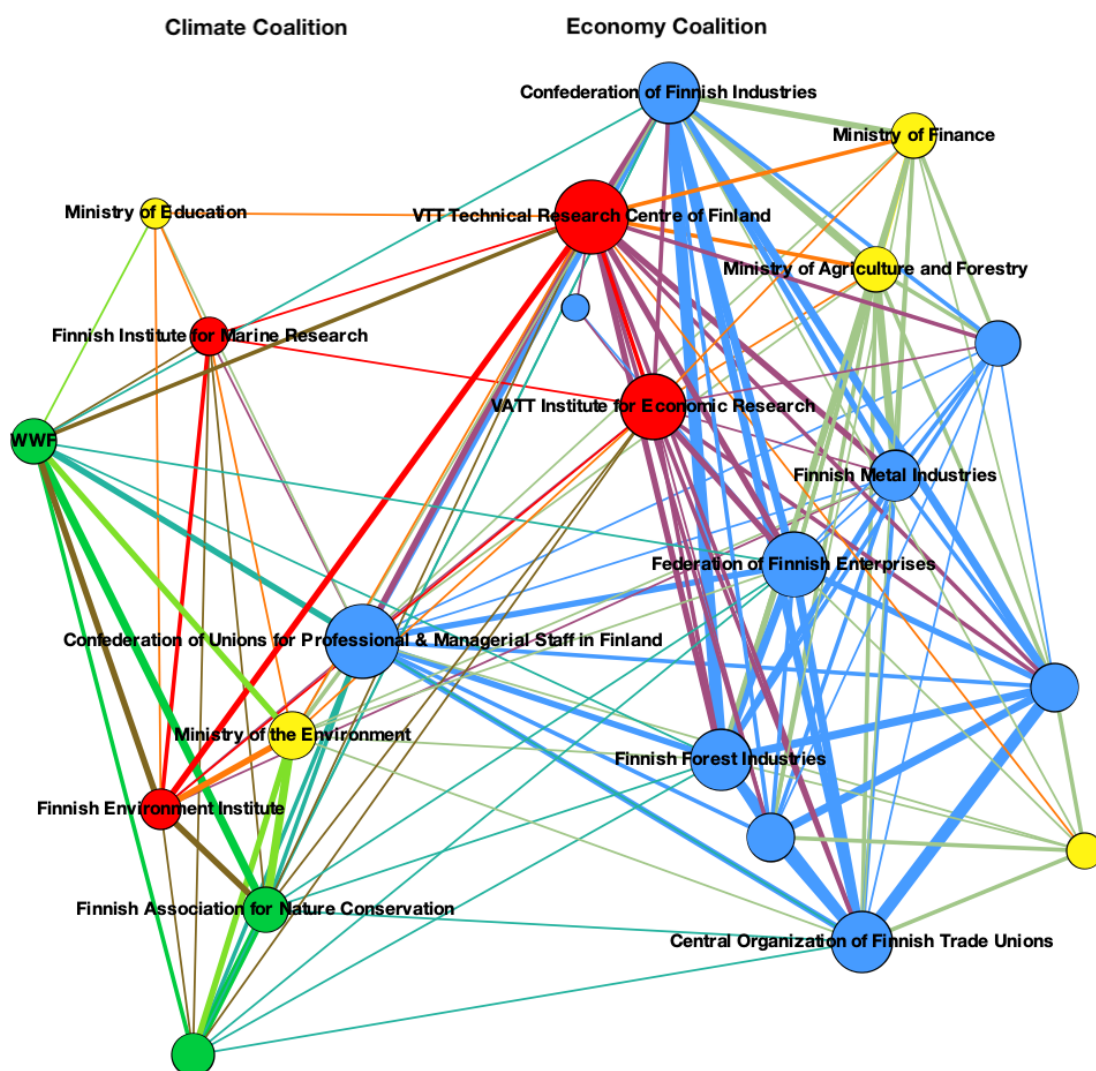 Climate Coalition
Economy Coalition
Confederation of Finnish Industries
Ministry of Finance
Ministry of Education
VTT Technical Research Centre of Finland
Ministry of Agriculture and Forestry
Finnish Institute for Marine Research
VATT Institute for Economic Research
WWF
Finnish Metal Industries
Federation of Finnish Enterprises
Confederation of Unions for Professional & Managerial Staff in Finland
Ministry of the Environment
Finnish Forest Industries
Finnish Environment Institute
Finnish Association for Nature Conservation
Central Organization of Finnish Trade Unions